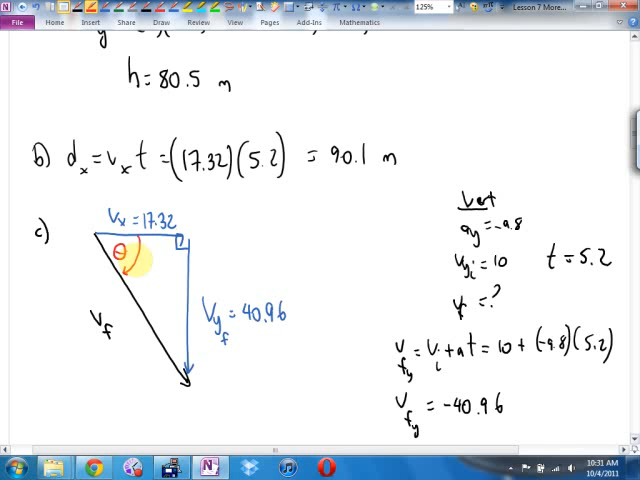 125%
Lesson 7 More...
File Home Insert Share Draw Review View Add-Ins Mathematics
h = 80.5 m
b) dx = vx t = (17.32)(5.2) = 90.1 m
c) Vx = 17.32
θ
Vf
Vyf = 40.96
Vert
ay = -9.8
vyi = 10 t = 5.2
vf = ?
Vfy = Vi + at = 10 + (-9.8)(5.2)
Vfy = -40.96
10:31 AM
10/4/2011